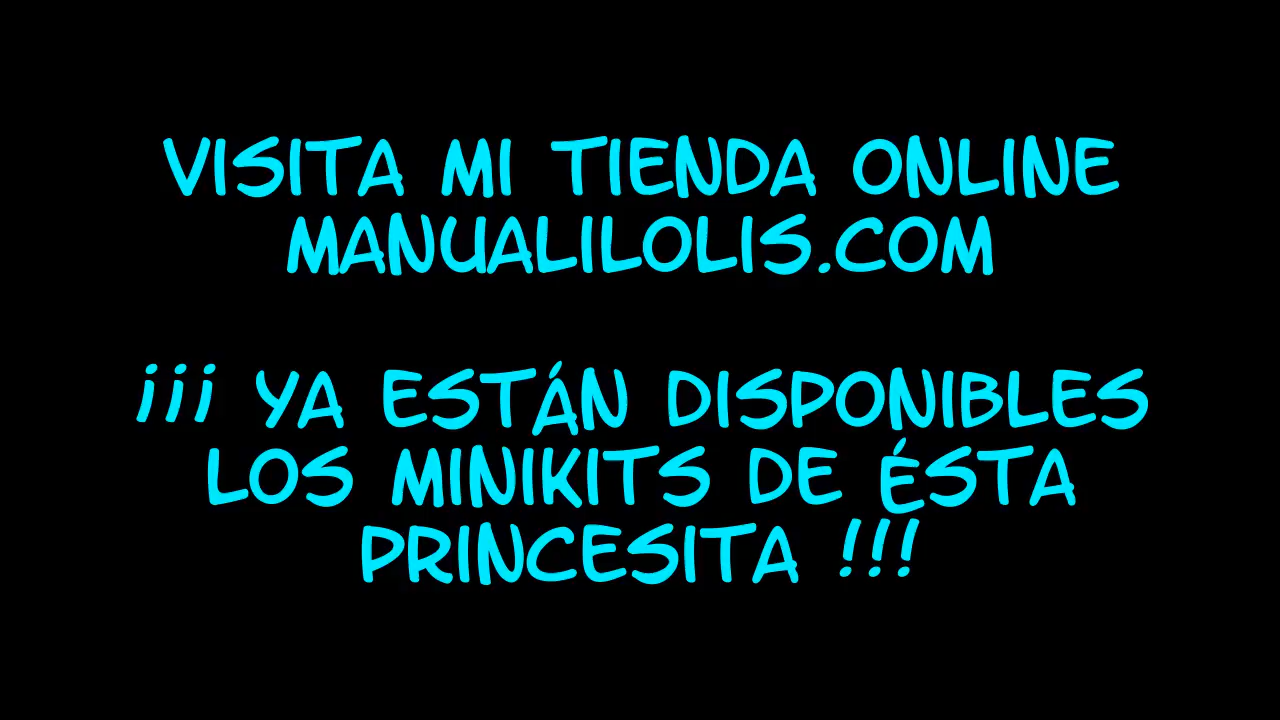 VISITA MI TIENDA ONLINE
MANUALILOLIS.COM
¡¡¡ YA ESTÁN DISPONIBLES
LOS MINIKITS DE ÉSTA
PRINCESITA !!!